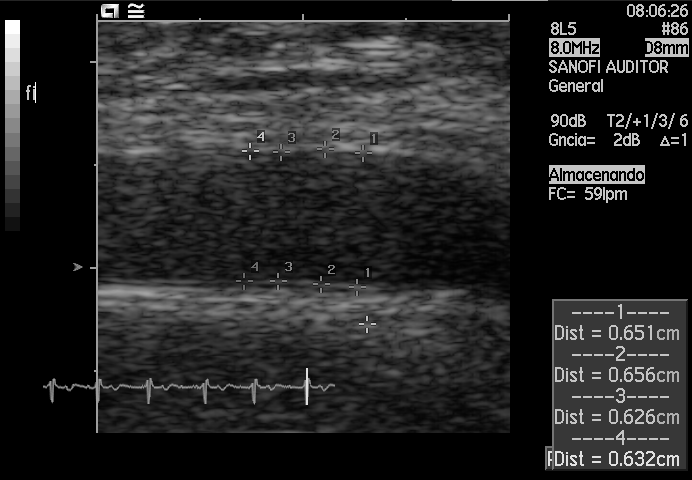 08:06:26
8L5 #86
8.0MHz D8mm
SANOFI AUDITOR
General
fi
90dB T2/+1/3/ 6
Gncia= 2dB Δ=1
Almacenando
FC= 59lpm
4 3 2 1
4 3 2 1
----1----
Dist = 0.651cm
----2----
Dist = 0.656cm
----3----
Dist = 0.626cm
----4----
Dist = 0.632cm